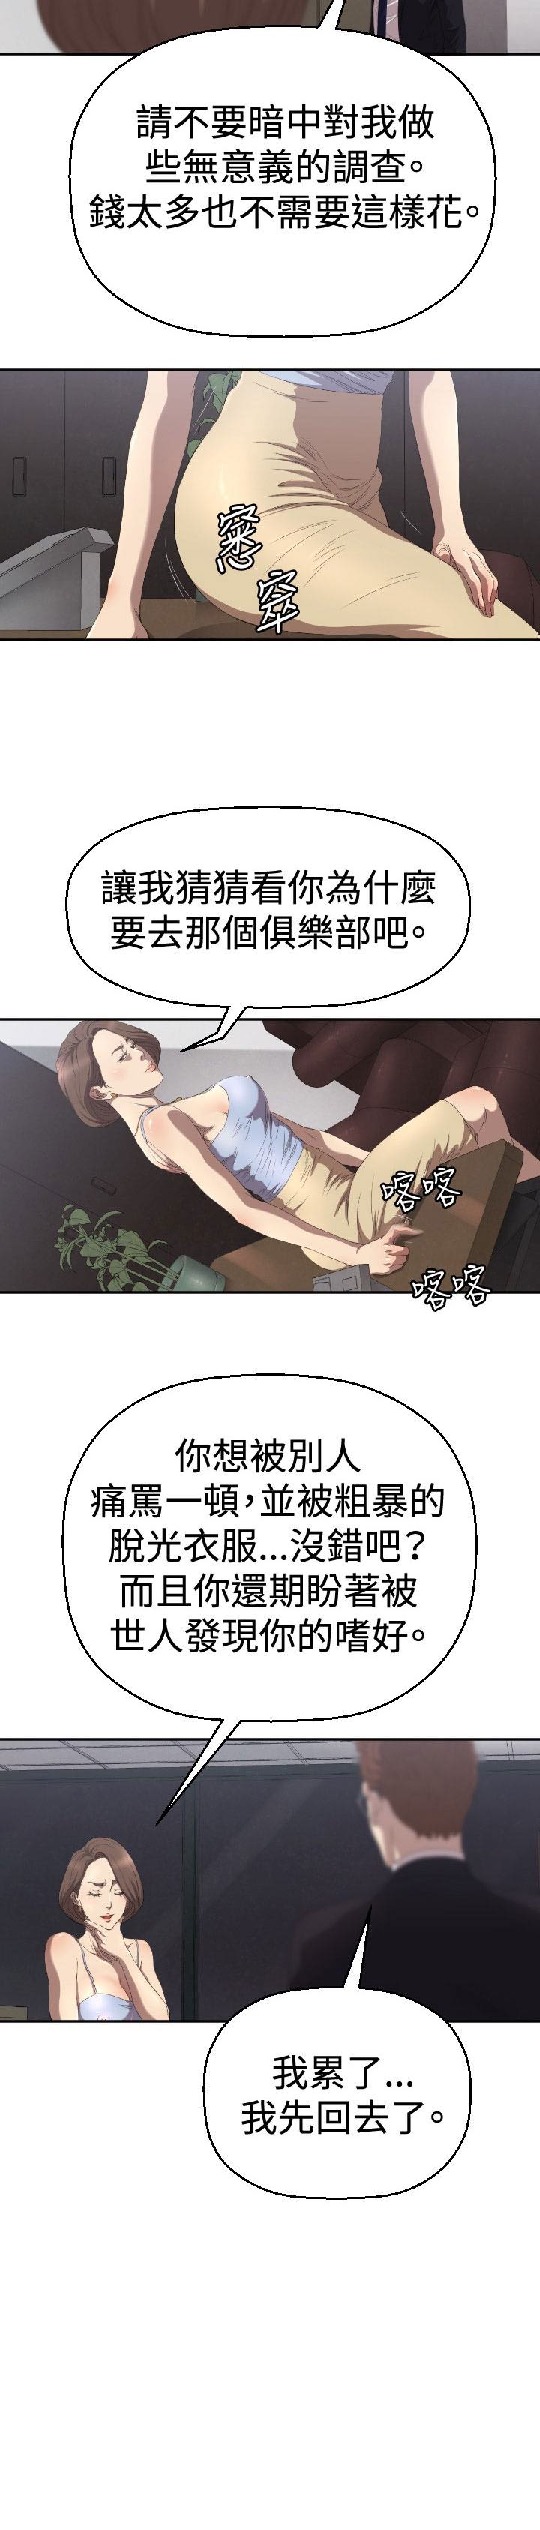 請不要暗中對我做
些無意義的調查。
錢太多也不需要這樣花。
窸
窣
讓我猜猜看你為什麼
要去那個俱樂部吧。
喀喀
喀喀
你想被別人
痛罵一頓，並被粗暴的
脫光衣服…沒錯吧？
而且你還期盼著被
世人發現你的嗜好。
我累了…
我先回去了。